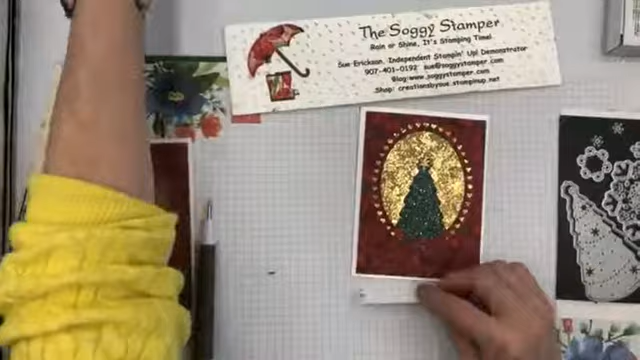 The Soggy Stamper
Rain or Shine, It's Stamping Time!
Sue Erickson, Independent Stampin' Up! Demonstrator
907-401-0192 sue@soggystamper.com
Blog:www.soggystamper.com
Shop: creationsbysue.stampinup.net